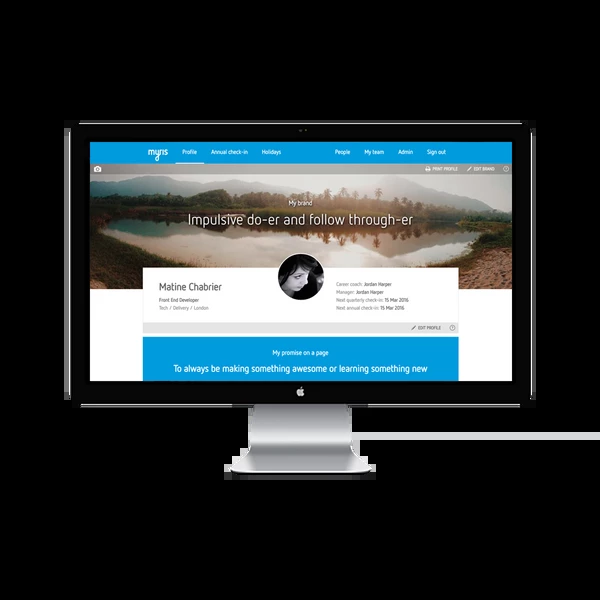 myris
Profile Annual check-in Holidays People My team Admin Sign out
PRINT PROFILE EDIT BRAND ?
My brand
Impulsive do-er and follow through-er
Matine Chabrier
Front End Developer
Tech / Delivery / London
Career coach: Jordan Harper
Manager: Jordan Harper
Next quarterly check-in: 15 Mar 2016
Next annual check-in: 15 Mar 2016
EDIT PROFILE ?
My promise on a page
To always be making something awesome or learning something new